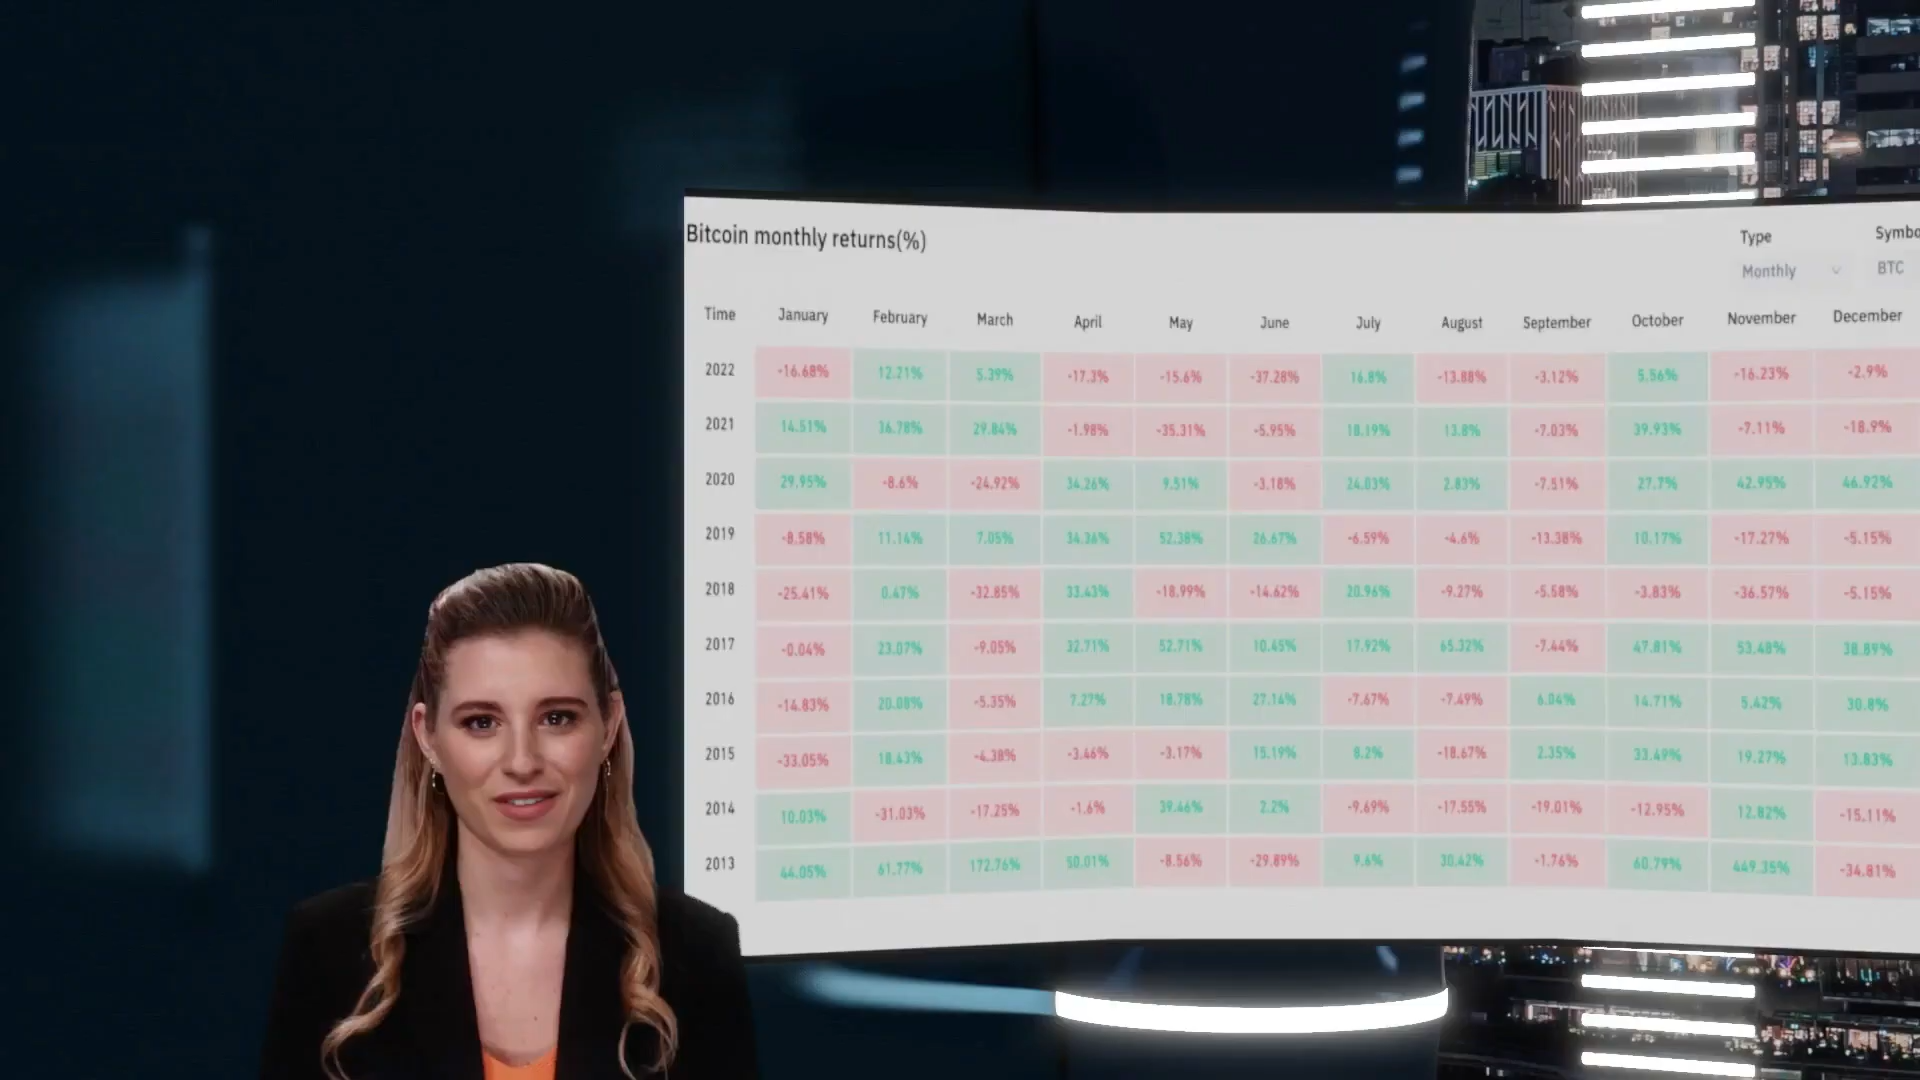 Bitcoin monthly returns(%)
Type
Symbo
Monthly
BTC
Time January February March April May June July August September October November December
2022 -16.68% 12.21% 5.39% -17.3% -15.6% -37.28% 16.8% -13.88% -3.12% 5.56% -16.23% -2.9%
2021 14.51% 36.78% 29.84% -1.98% -35.31% -5.95% 18.19% 13.8% -7.03% 39.93% -7.11% -18.9%
2020 29.95% -8.6% -24.92% 34.26% 9.51% -3.18% 24.03% 2.83% -7.51% 27.7% 42.95% 46.92%
2019 -8.58% 11.14% 7.05% 34.36% 52.38% 26.67% -6.59% -4.6% -13.38% 10.17% -17.27% -5.15%
2018 -25.41% 0.47% -32.85% 33.43% -18.99% -14.62% 20.96% -9.27% -5.58% -3.83% -36.57% -5.15%
2017 -0.04% 23.07% -9.05% 32.71% 52.71% 10.45% 17.92% 65.32% -7.44% 47.81% 53.48% 38.89%
2016 -14.83% 20.08% -5.35% 7.27% 18.78% 27.14% -7.67% -7.49% 6.04% 14.71% 5.42% 30.8%
2015 -33.05% 18.43% -4.38% -3.46% -3.17% 15.19% 8.2% -18.67% 2.35% 33.49% 19.27% 13.83%
2014 10.03% -31.03% -17.25% -1.6% 39.46% 2.2% -9.69% -17.55% -19.01% -12.95% 12.82% -15.11%
2013 44.05% 61.77% 172.76% 50.01% -8.56% -29.89% 9.6% 30.42% -1.76% 60.79% 449.35% -34.81%